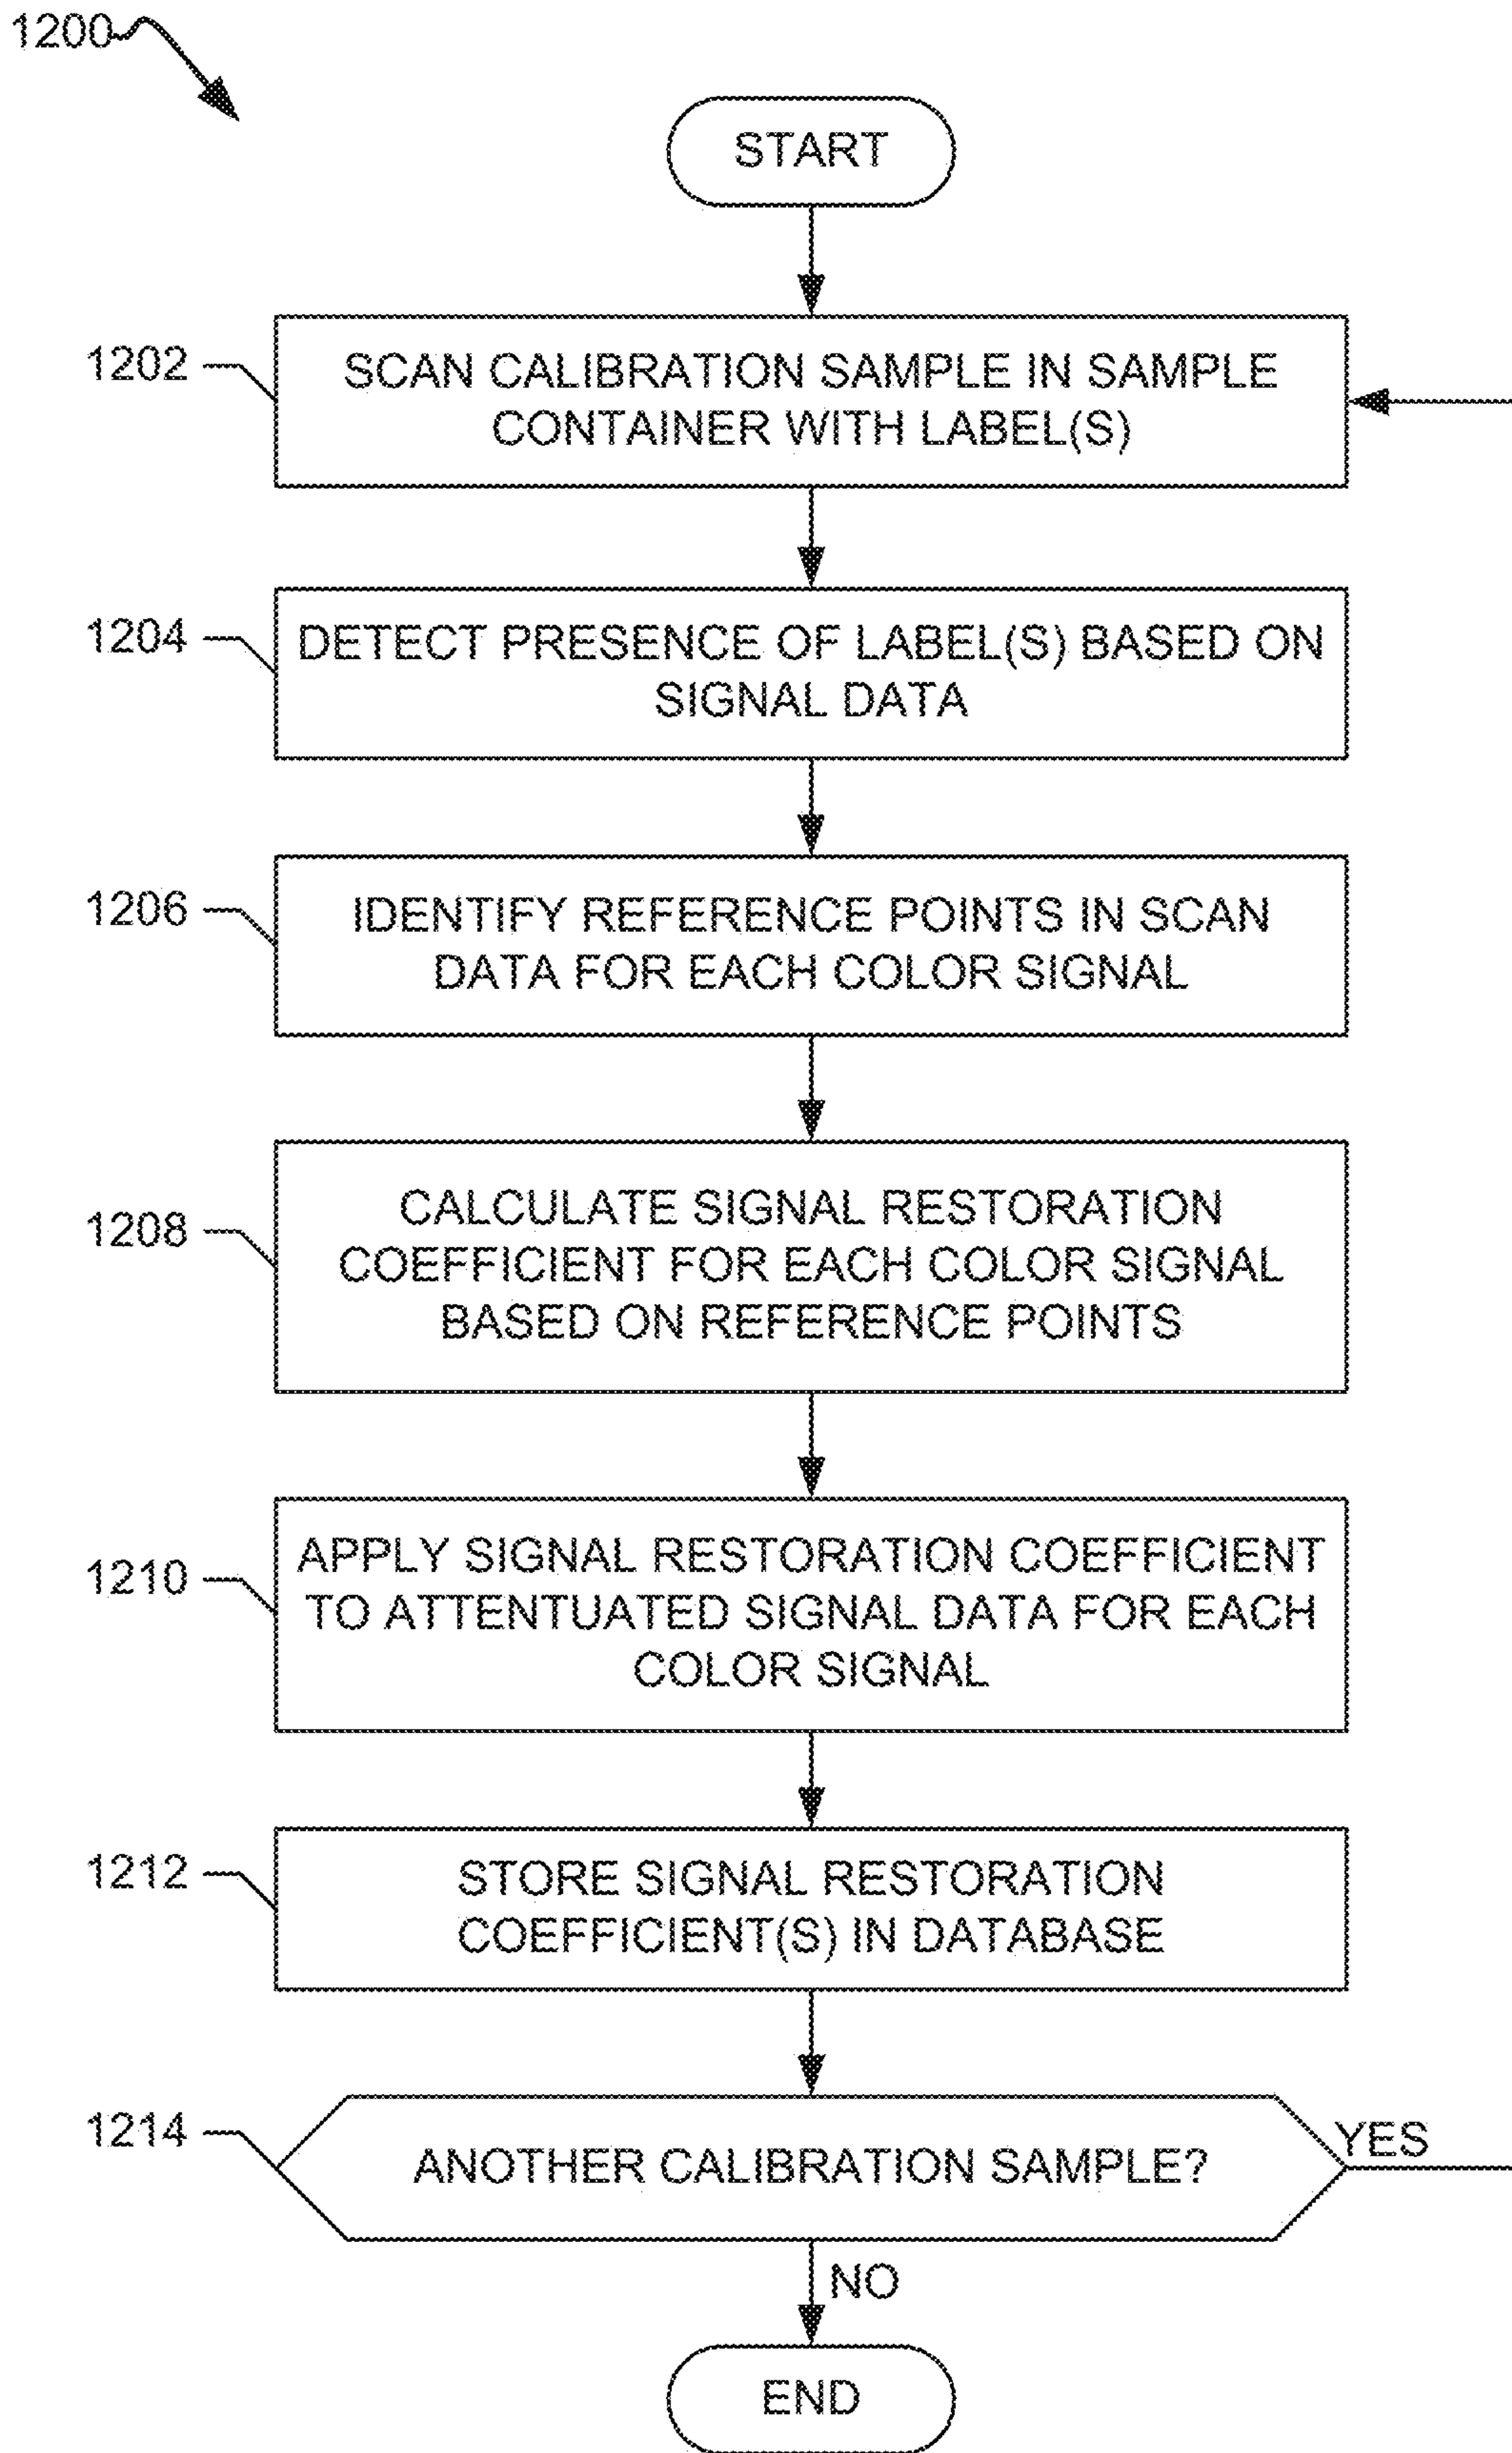 1200
START
1202
SCAN CALIBRATION SAMPLE IN SAMPLE
CONTAINER WITH LABEL(S)
1204
DETECT PRESENCE OF LABEL(S) BASED ON
SIGNAL DATA
1206
IDENTIFY REFERENCE POINTS IN SCAN
DATA FOR EACH COLOR SIGNAL
1208
CALCULATE SIGNAL RESTORATION
COEFFICIENT FOR EACH COLOR SIGNAL
BASED ON REFERENCE POINTS
1210
APPLY SIGNAL RESTORATION COEFFICIENT
TO ATTENTUATED SIGNAL DATA FOR EACH
COLOR SIGNAL
1212
STORE SIGNAL RESTORATION
COEFFICIENT(S) IN DATABASE
1214
ANOTHER CALIBRATION SAMPLE?
YES
NO
END